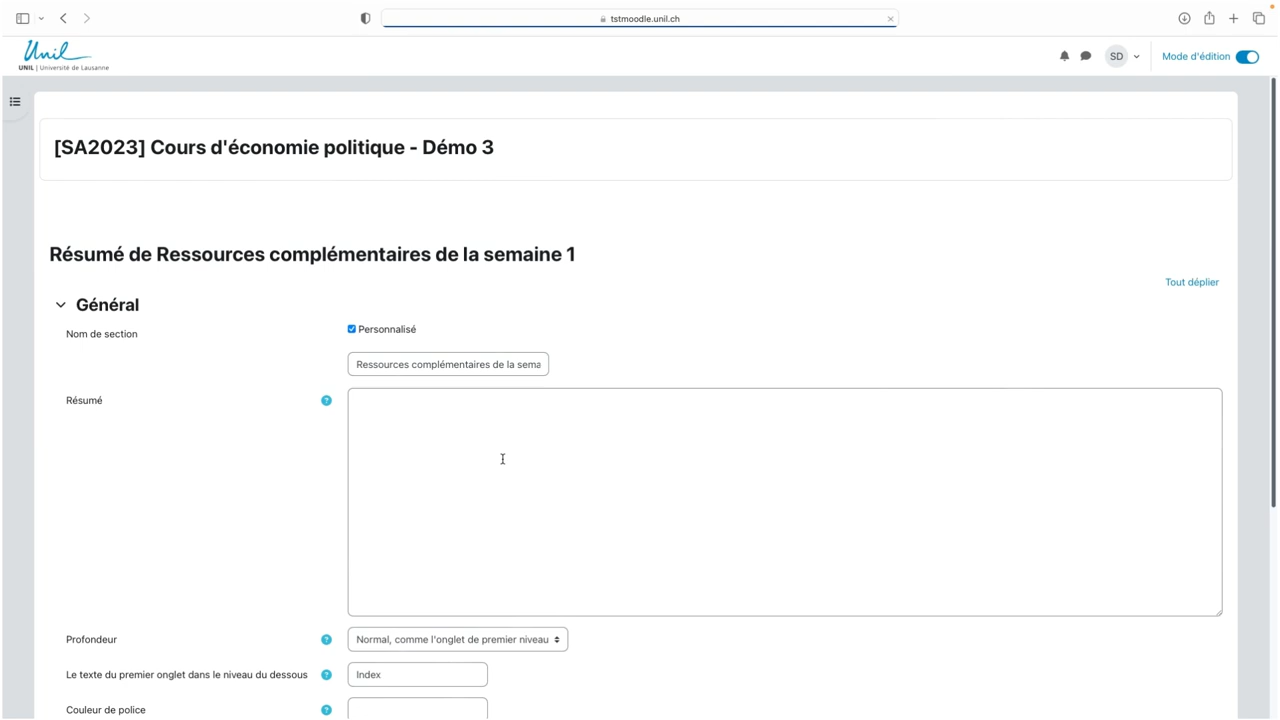 tstmoodle.unil.ch
Unil
UNIL | Université de Lausanne
SD
Mode d'édition
[SA2023] Cours d'économie politique - Démo 3
Résumé de Ressources complémentaires de la semaine 1
Tout déplier
Général
Nom de section
Personnalisé
Ressources complémentaires de la sema
Résumé
?
Profondeur
?
Normal, comme l'onglet de premier niveau
Le texte du premier onglet dans le niveau du dessous
?
Index
Couleur de police
?